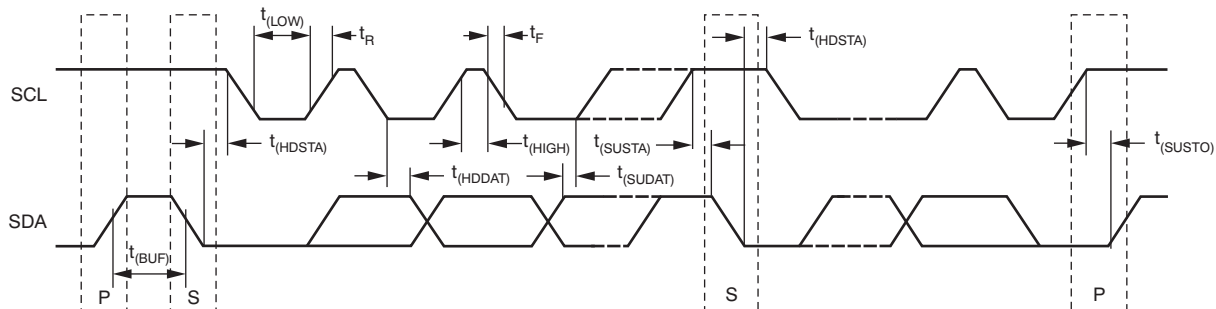 t(LOW)
tR
tF
t(HDSTA)
SCL
t(HDSTA)
t(HIGH)
t(SUSTA)
t(SUSTO)
t(HDDAT)
t(SUDAT)
SDA
t(BUF)
P
S
S
P